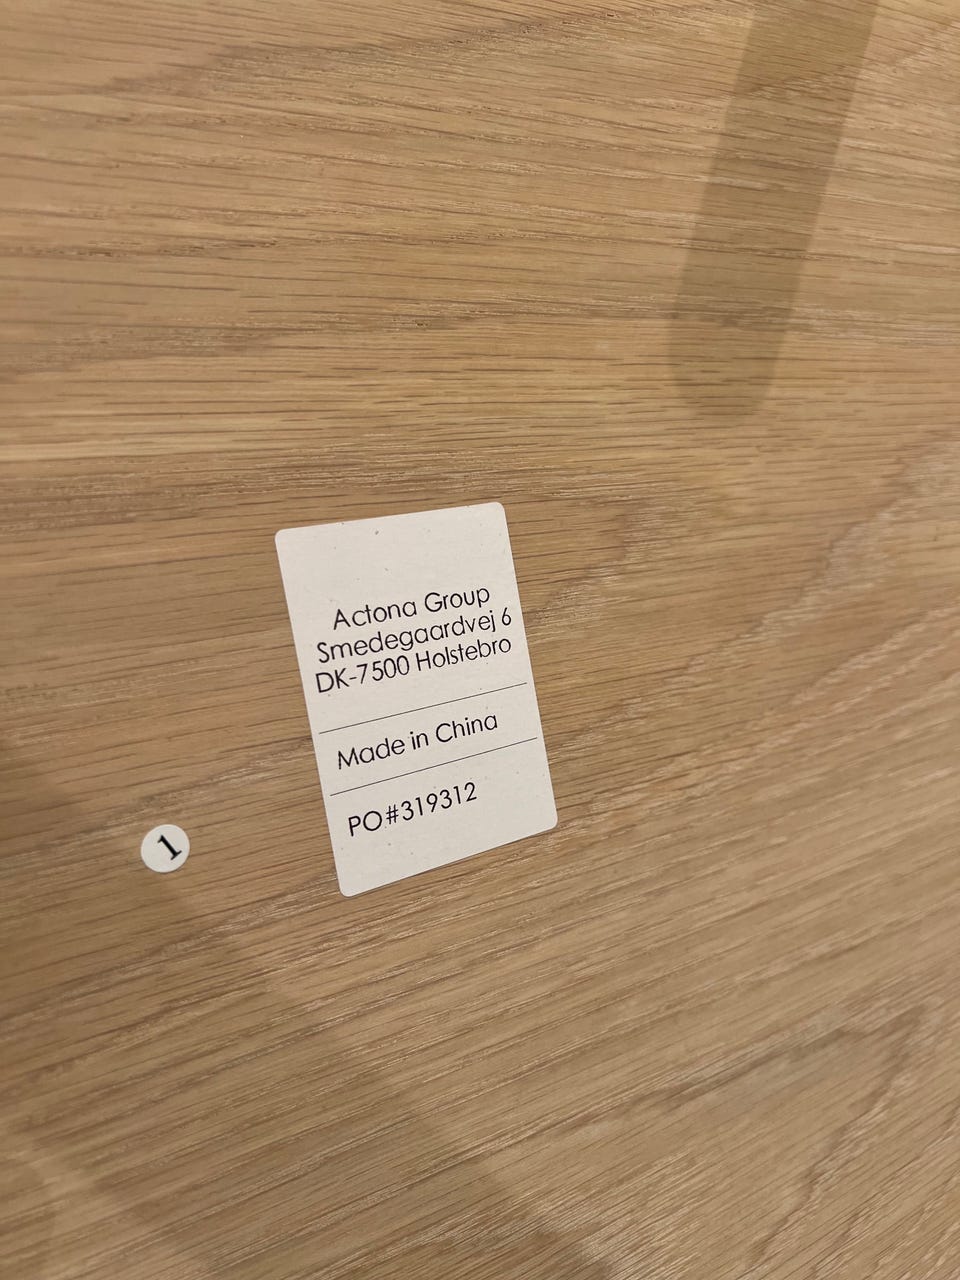 Actona Group
Smedegaardvej 6
DK-7500 Holstebro
Made in China
PO#319312
1